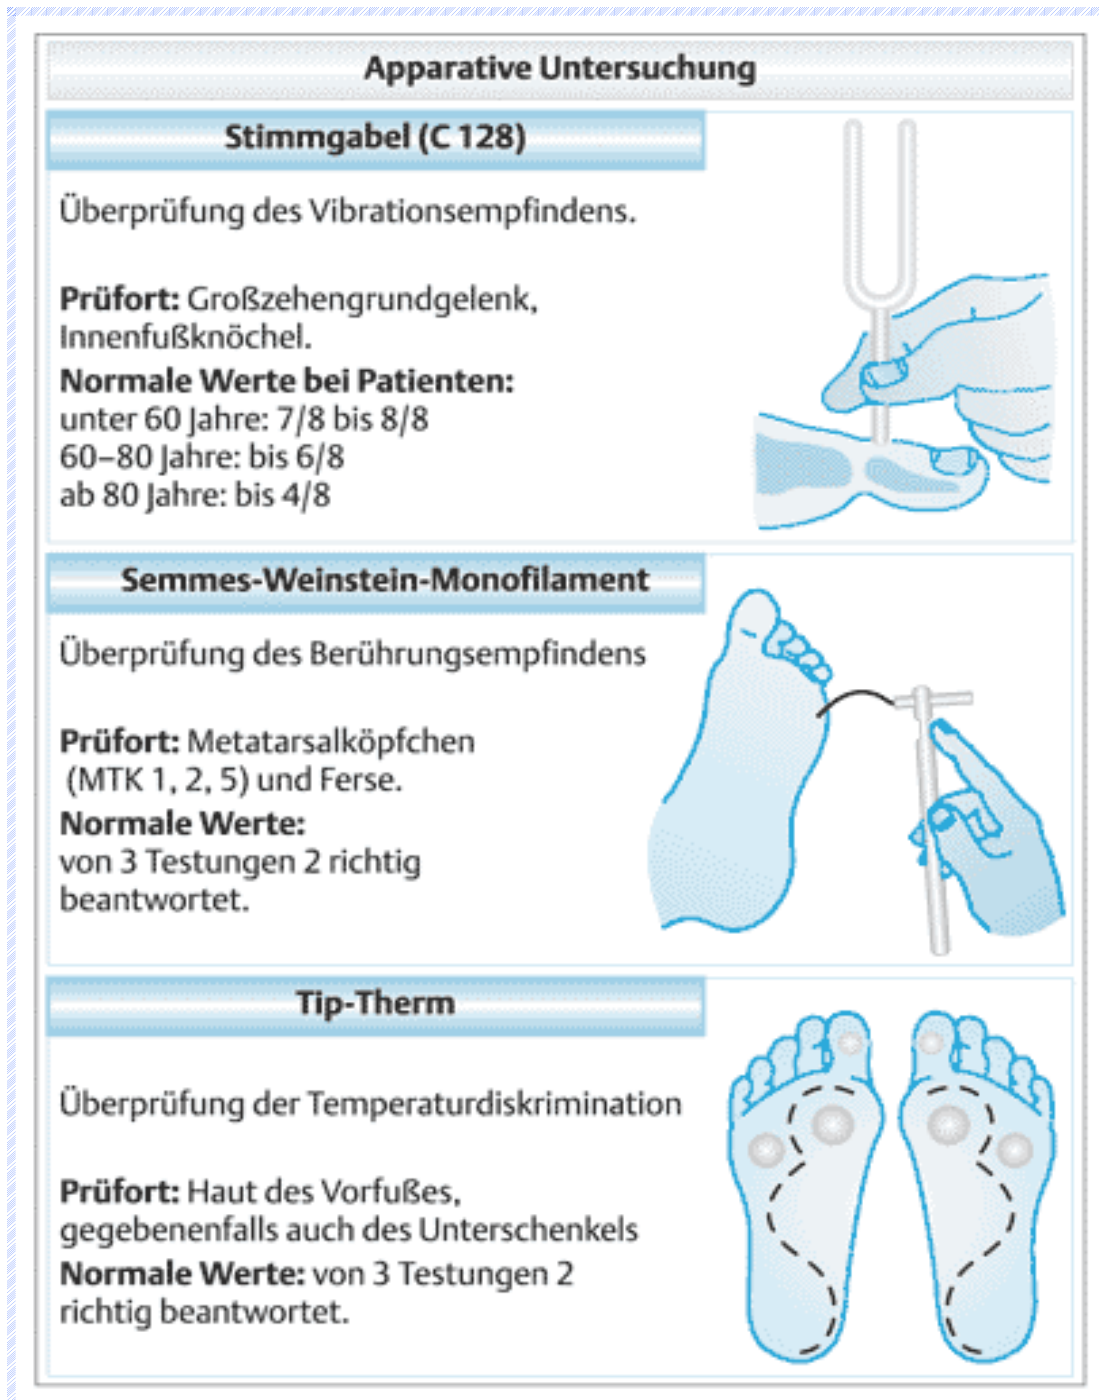 Apparative Untersuchung
Stimmgabel (C 128)
Überprüfung des Vibrationsempfindens.
Prüfort: Großzehengrundgelenk,
Innenfußknöchel.
Normale Werte bei Patienten:
unter 60 Jahre: 7/8 bis 8/8
60–80 Jahre: bis 6/8
ab 80 Jahre: bis 4/8
Semmes-Weinstein-Monofilament
Überprüfung des Berührungsempfindens
Prüfort: Metatarsalköpfchen
(MTK 1, 2, 5) und Ferse.
Normale Werte:
von 3 Testungen 2 richtig
beantwortet.
Tip-Therm
Überprüfung der Temperaturdiskrimination
Prüfort: Haut des Vorfußes,
gegebenenfalls auch des Unterschenkels
Normale Werte: von 3 Testungen 2
richtig beantwortet.